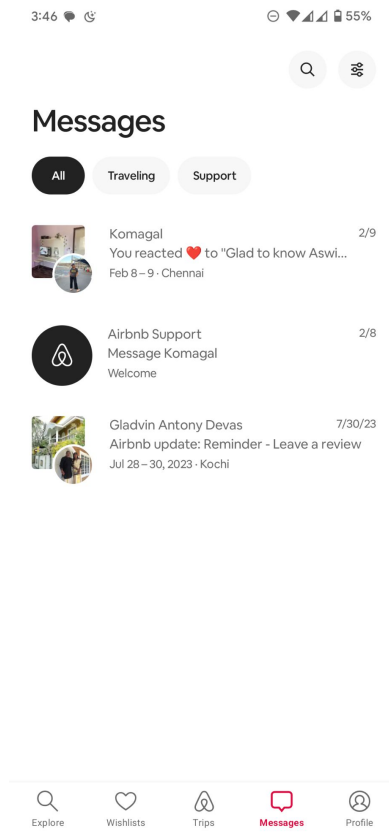 3:46
55%
Messages
All
Traveling
Support
Komagal
2/9
You reacted ❤️ to "Glad to know Aswi...
Feb 8 – 9 · Chennai
Airbnb Support
2/8
Message Komagal
Welcome
Gladvin Antony Devas
7/30/23
Airbnb update: Reminder - Leave a review
Jul 28 – 30, 2023 · Kochi
Explore
Wishlists
Trips
Messages
Profile